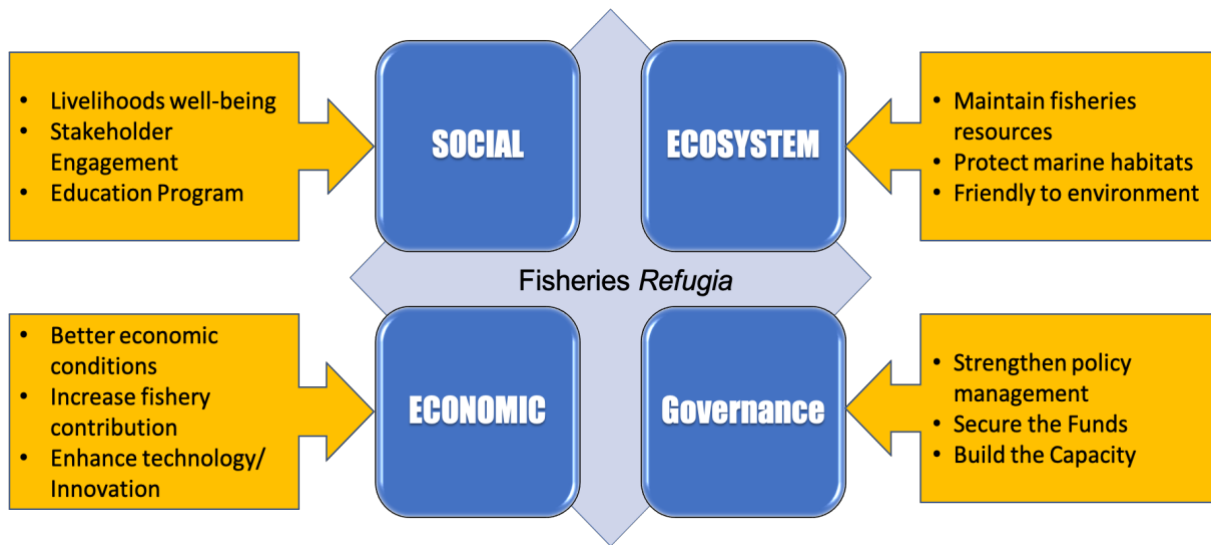 • Livelihoods well-being
• Stakeholder
Engagement
• Education Program
SOCIAL
ECOSYSTEM
• Maintain fisheries
resources
• Protect marine habitats
• Friendly to environment
Fisheries Refugia
• Better economic
conditions
• Increase fishery
contribution
• Enhance technology/
Innovation
ECONOMIC
Governance
• Strengthen policy
management
• Secure the Funds
• Build the Capacity